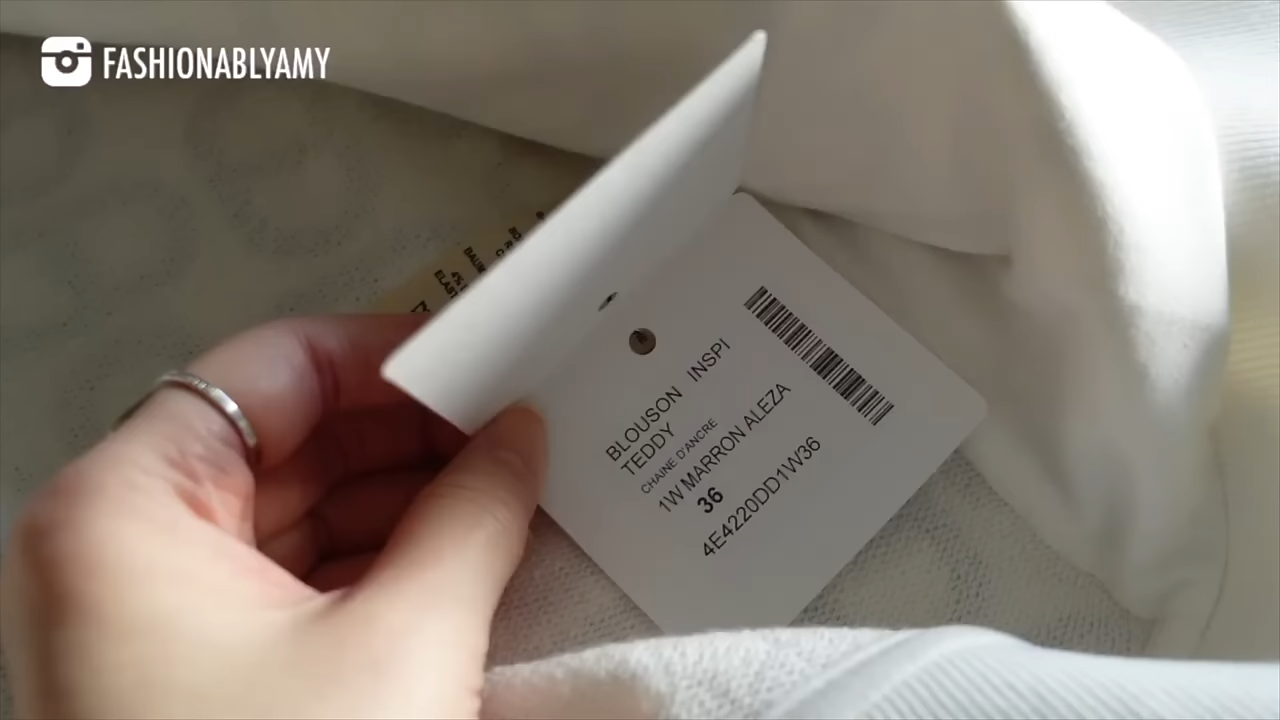 FASHIONABLYAMY
BLOUSON INSPI
TEDDY
CHAINE D'ANCRE
1W MARRON ALEZA
36
4E4220DD1W36